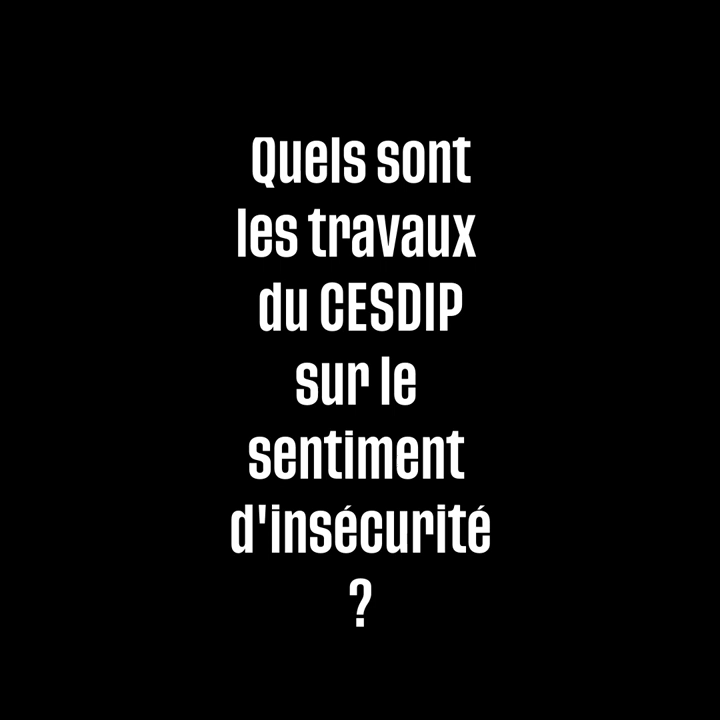 Quels sont
les travaux
du CESDIP
sur le
sentiment
d'insécurité
?